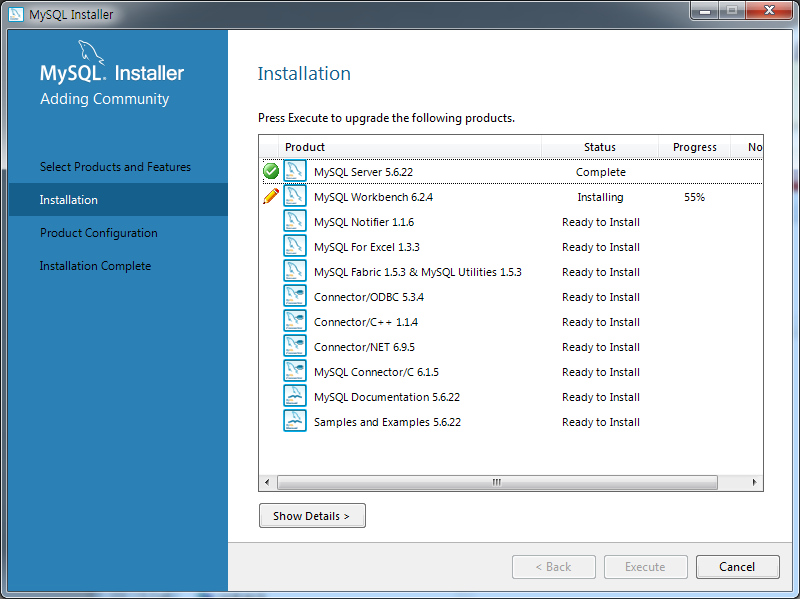 MySQL Installer
MySQL. Installer
Adding Community
Select Products and Features
Installation
Product Configuration
Installation Complete
Installation
Press Execute to upgrade the following products.
Product Status Progress No
MySQL Server 5.6.22 Complete
MySQL Workbench 6.2.4 Installing 55%
MySQL Notifier 1.1.6 Ready to Install
MySQL For Excel 1.3.3 Ready to Install
MySQL Fabric 1.5.3 & MySQL Utilities 1.5.3 Ready to Install
Connector/ODBC 5.3.4 Ready to Install
Connector/C++ 1.1.4 Ready to Install
Connector/NET 6.9.5 Ready to Install
MySQL Connector/C 6.1.5 Ready to Install
MySQL Documentation 5.6.22 Ready to Install
Samples and Examples 5.6.22 Ready to Install
Show Details >
< Back Execute Cancel